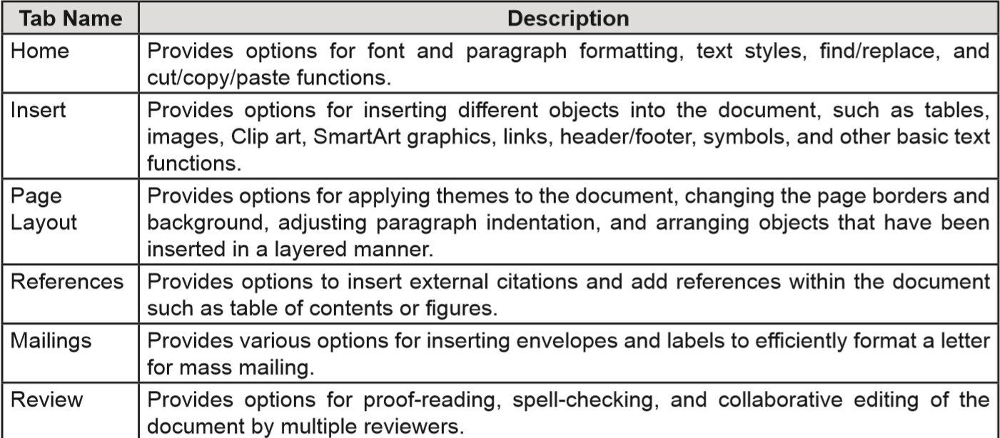 Tab Name Description
Home Provides options for font and paragraph formatting, text styles, find/replace, and
cut/copy/paste functions.
Insert Provides options for inserting different objects into the document, such as tables,
images, Clip art, SmartArt graphics, links, header/footer, symbols, and other basic text
functions.
Page Provides options for applying themes to the document, changing the page borders and
Layout background, adjusting paragraph indentation, and arranging objects that have been
inserted in a layered manner.
References Provides options to insert external citations and add references within the document
such as table of contents or figures.
Mailings Provides various options for inserting envelopes and labels to efficiently format a letter
for mass mailing.
Review Provides options for proof-reading, spell-checking, and collaborative editing of the
document by multiple reviewers.